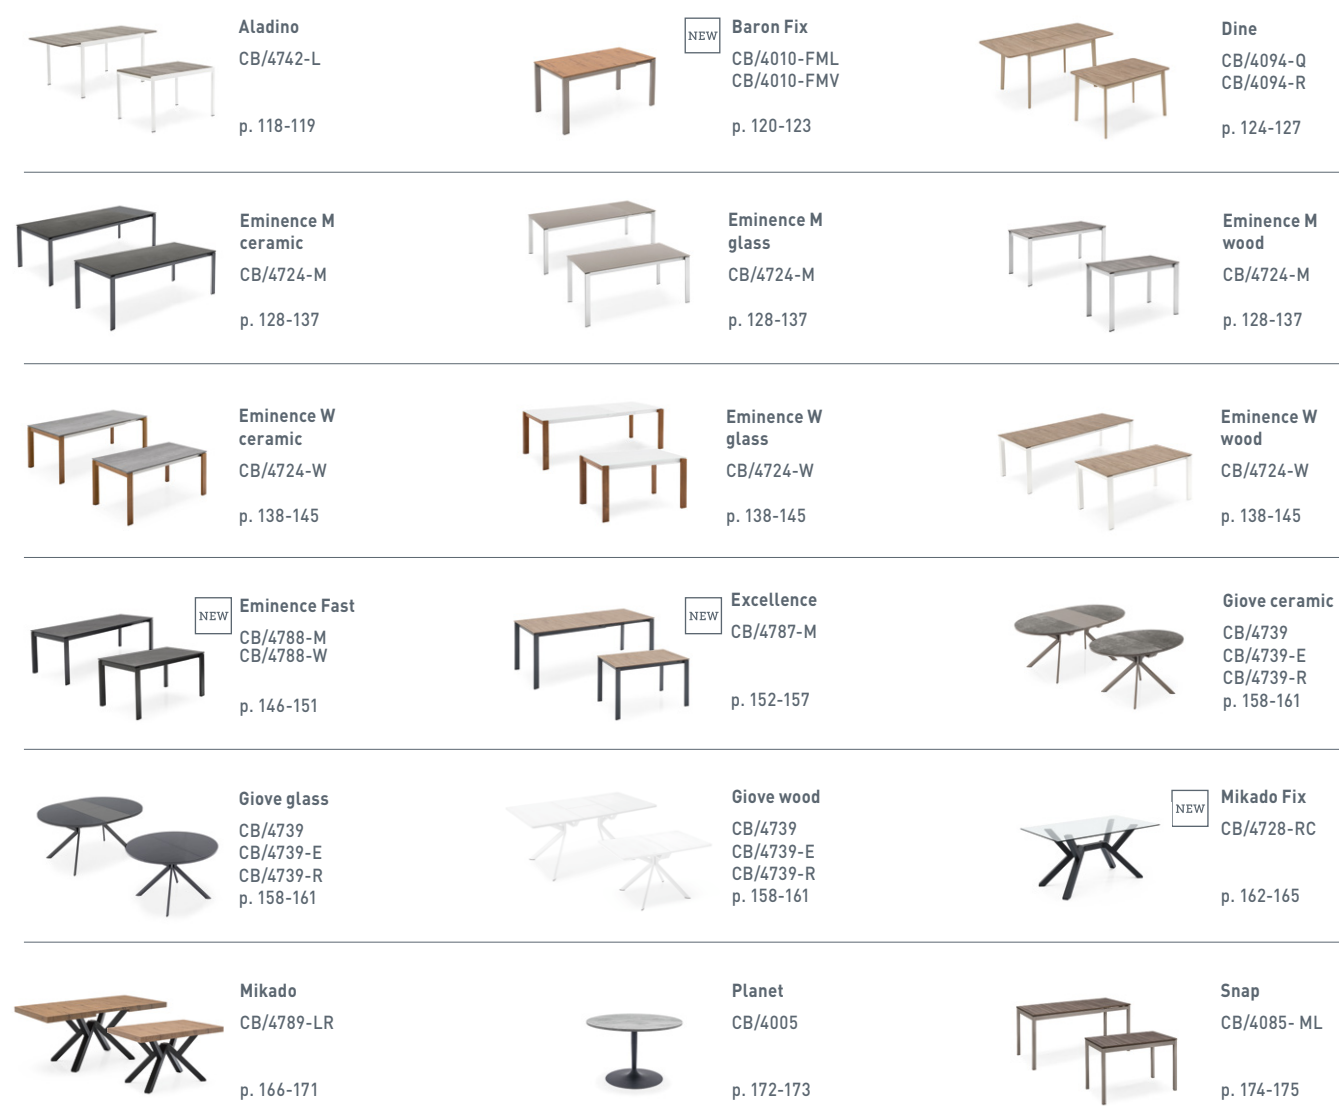 Aladino
CB/4742-L
p. 118-119
NEW
Baron Fix
CB/4010-FML
CB/4010-FMV
p. 120-123
Dine
CB/4094-Q
CB/4094-R
p. 124-127
Eminence M
ceramic
CB/4724-M
p. 128-137
Eminence M
glass
CB/4724-M
p. 128-137
Eminence M
wood
CB/4724-M
p. 128-137
Eminence W
ceramic
CB/4724-W
p. 138-145
Eminence W
glass
CB/4724-W
p. 138-145
Eminence W
wood
CB/4724-W
p. 138-145
NEW
Eminence Fast
CB/4788-M
CB/4788-W
p. 146-151
NEW
Excellence
CB/4787-M
p. 152-157
Giove ceramic
CB/4739
CB/4739-E
CB/4739-R
p. 158-161
Giove glass
CB/4739
CB/4739-E
CB/4739-R
p. 158-161
Giove wood
CB/4739
CB/4739-E
CB/4739-R
p. 158-161
NEW
Mikado Fix
CB/4728-RC
p. 162-165
Mikado
CB/4789-LR
p. 166-171
Planet
CB/4005
p. 172-173
Snap
CB/4085- ML
p. 174-175